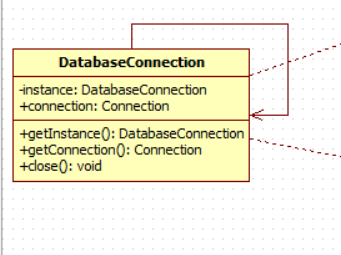 DatabaseConnection
-instance: DatabaseConnection
+connection: Connection
+getInstance(): DatabaseConnection
+getConnection(): Connection
+close(): void